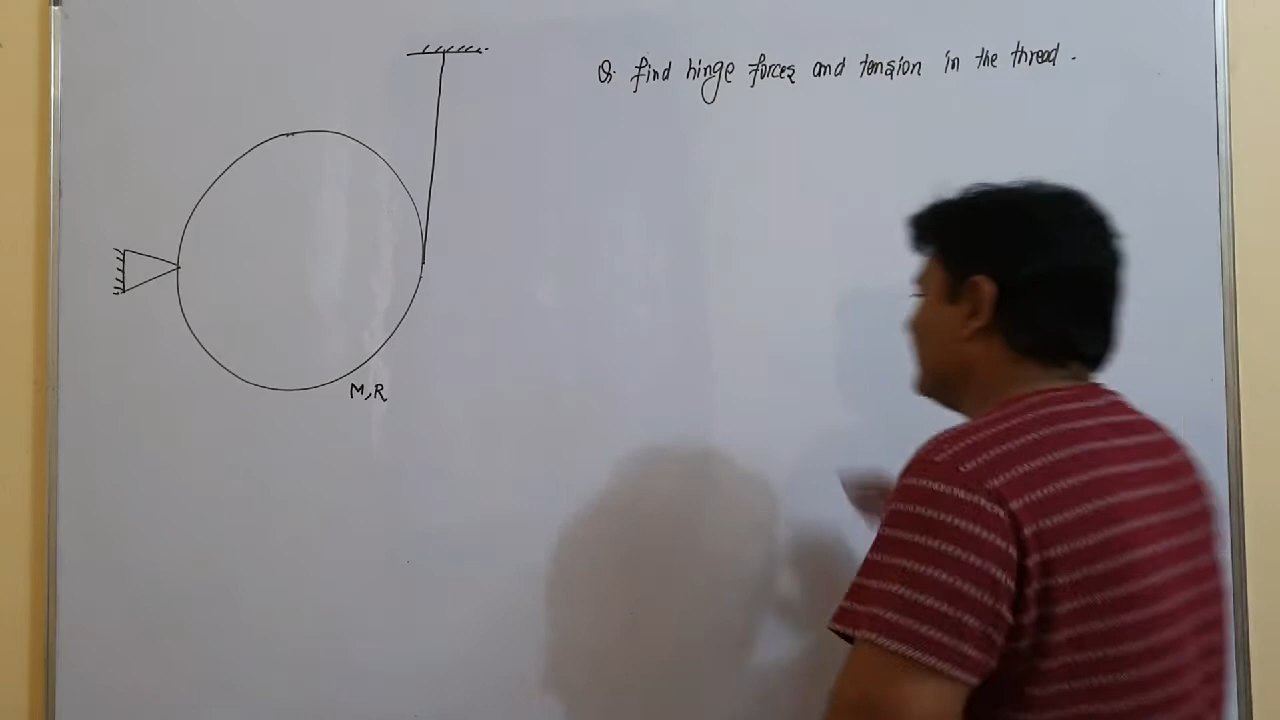 Q. find hinge forces and tension in the thread.
M,R